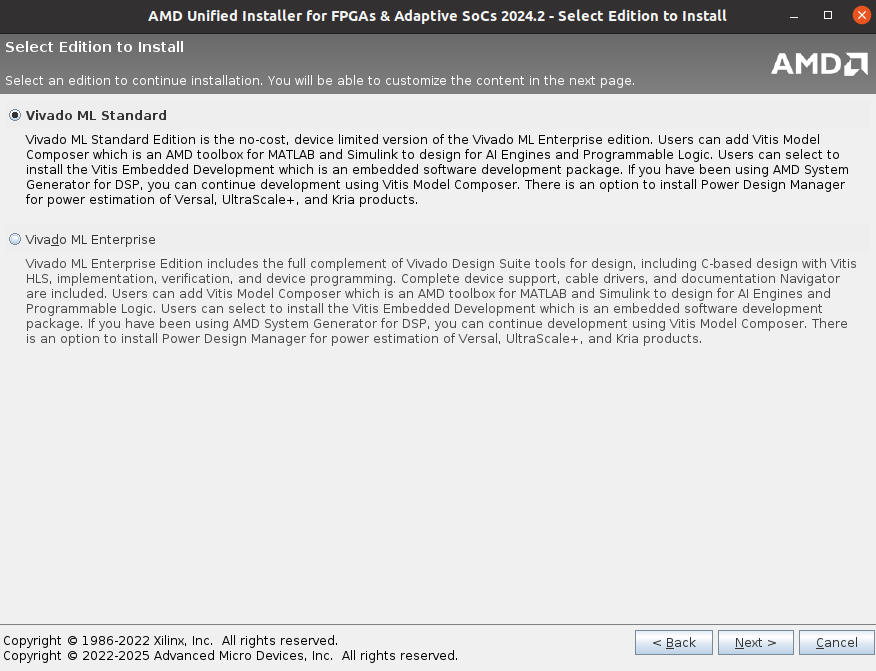 AMD Unified Installer for FPGAs & Adaptive SoCs 2024.2 - Select Edition to Install
Select Edition to Install
Select an edition to continue installation. You will be able to customize the content in the next page.
AMD
Vivado ML Standard
Vivado ML Standard Edition is the no-cost, device limited version of the Vivado ML Enterprise edition. Users can add Vitis Model
Composer which is an AMD toolbox for MATLAB and Simulink to design for AI Engines and Programmable Logic. Users can select to
install the Vitis Embedded Development which is an embedded software development package. If you have been using AMD System
Generator for DSP, you can continue development using Vitis Model Composer. There is an option to install Power Design Manager
for power estimation of Versal, UltraScale+, and Kria products.
Vivado ML Enterprise
Vivado ML Enterprise Edition includes the full complement of Vivado Design Suite tools for design, including C-based design with Vitis
HLS, implementation, verification, and device programming. Complete device support, cable drivers, and documentation Navigator
are included. Users can add Vitis Model Composer which is an AMD toolbox for MATLAB and Simulink to design for AI Engines and
Programmable Logic. Users can select to install the Vitis Embedded Development which is an embedded software development
package. If you have been using AMD System Generator for DSP, you can continue development using Vitis Model Composer. There
is an option to install Power Design Manager for power estimation of Versal, UltraScale+, and Kria products.
Copyright © 1986-2022 Xilinx, Inc.  All rights reserved.
Copyright © 2022-2025 Advanced Micro Devices, Inc.  All rights reserved.
< Back
Next >
Cancel